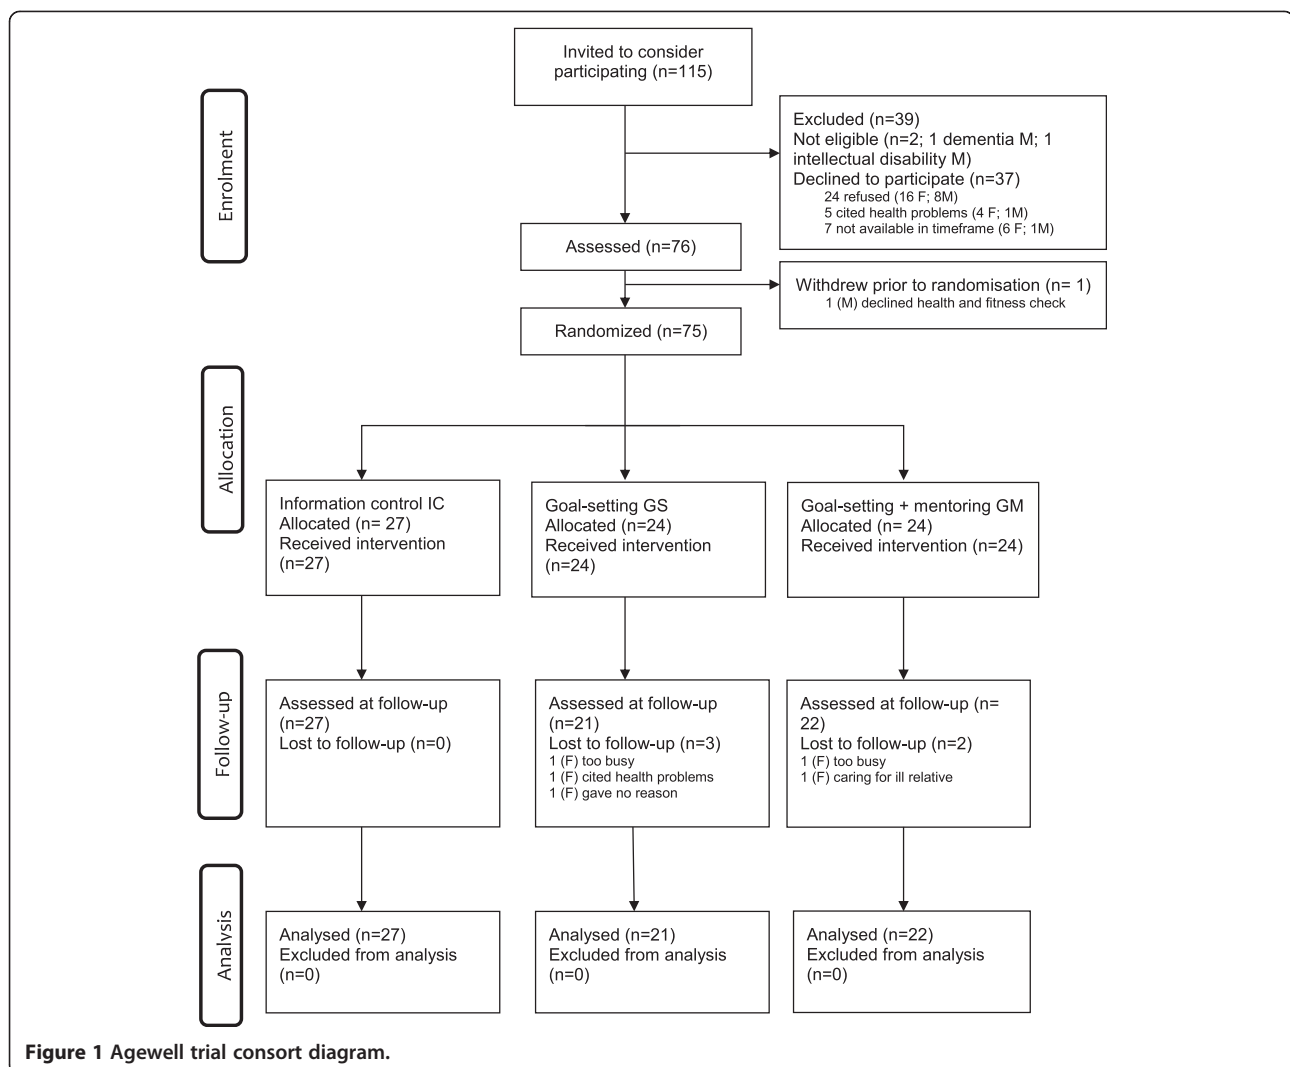 Invited to consider
participating (n=115)
Enrolment
Excluded (n=39)
Not eligible (n=2; 1 dementia M; 1
intellectual disability M)
Declined to participate (n=37)
24 refused (16 F; 8M)
5 cited health problems (4 F; 1M)
7 not available in timeframe (6 F; 1M)
Assessed (n=76)
Withdrew prior to randomisation (n= 1)
1 (M) declined health and fitness check
Randomized (n=75)
Allocation
Information control IC
Allocated (n= 27)
Received intervention
(n=27)
Goal-setting GS
Allocated (n=24)
Received intervention
(n=24)
Goal-setting + mentoring GM
Allocated (n= 24)
Received intervention (n=24)
Follow-up
Assessed at follow-up
(n=27)
Lost to follow-up (n=0)
Assessed at follow-up
(n=21)
Lost to follow-up (n=3)
1 (F) too busy
1 (F) cited health problems
1 (F) gave no reason
Assessed at follow-up (n=
22)
Lost to follow-up (n=2)
1 (F) too busy
1 (F) caring for ill relative
Analysis
Analysed (n=27)
Excluded from analysis
(n=0)
Analysed (n=21)
Excluded from analysis
(n=0)
Analysed (n=22)
Excluded from analysis
(n=0)
Figure 1 Agewell trial consort diagram.